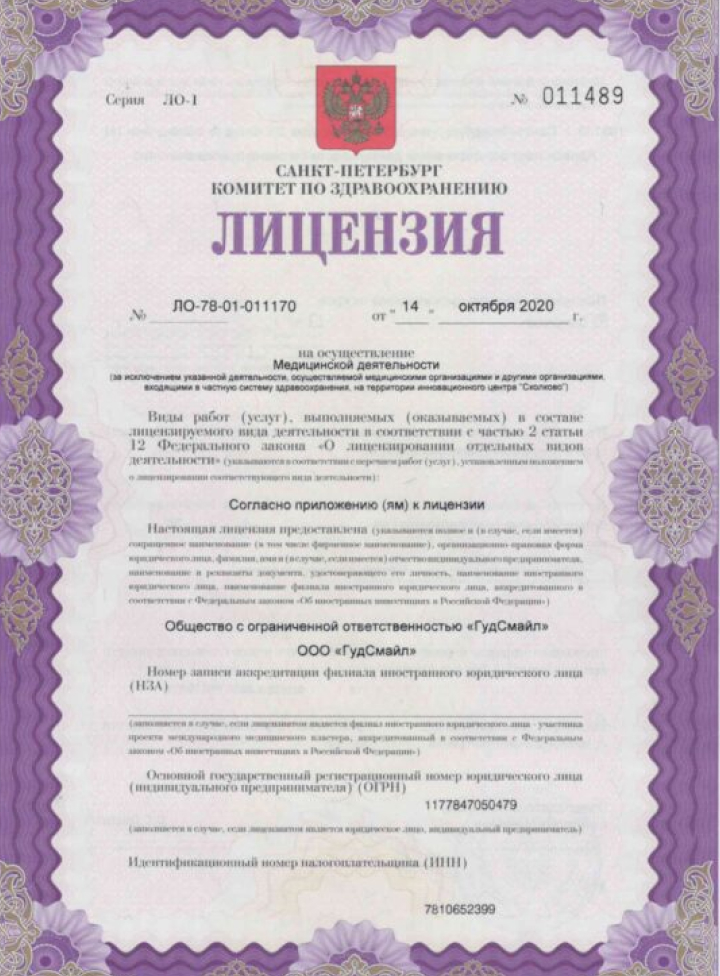 Серия ЛО-1
№ 011489
САНКТ-ПЕТЕРБУРГ
КОМИТЕТ ПО ЗДРАВООХРАНЕНИЮ
ЛИЦЕНЗИЯ
№ ЛО-78-01-011170 от " 14 " октября 2020 г.
на осуществление
Медицинской деятельности
(за исключением указанной деятельности, осуществляемой медицинскими организациями и другими организациями,
входящими в частную систему здравоохранения, на территории инновационного центра "Сколково")
Виды работ (услуг), выполняемых (оказываемых) в составе
лицензируемого вида деятельности в соответствии с частью 2 статьи
12 Федерального закона «О лицензировании отдельных видов
деятельности» (указываются в соответствии с перечнем работ (услуг), установленным положением
о лицензировании соответствующего вида деятельности):
Согласно приложению (ям) к лицензии
Настоящая лицензия предоставлена (указываются полное и (в случае, если имеется)
сокращенное наименование (в том числе фирменное наименование), организационно-правовая форма
юридического лица, фамилия, имя и (в случае, если имеется) отчество индивидуального предпринимателя,
наименование и реквизиты документа, удостоверяющего его личность, наименование иностранного
юридического лица, наименование филиала иностранного юридического лица, аккредитованного в
соответствии с Федеральным законом «Об иностранных инвестициях в Российской Федерации»)
Общество с ограниченной ответственностью «ГудСмайл»
ООО «ГудСмайл»
Номер записи аккредитации филиала иностранного юридического лица
(НЗА)
(заполняется в случае, если лицензиатом является филиал иностранного юридического лица - участника
проекта международного медицинского кластера, аккредитованный в соответствии с Федеральным
законом «Об иностранных инвестициях в Российской Федерации»)
Основной государственный регистрационный номер юридического лица
(индивидуального предпринимателя) (ОГРН)
1177847050479
(заполняется в случае, если лицензиатом является юридическое лицо, индивидуальный предприниматель)
Идентификационный номер налогоплательщика (ИНН)
7810652399